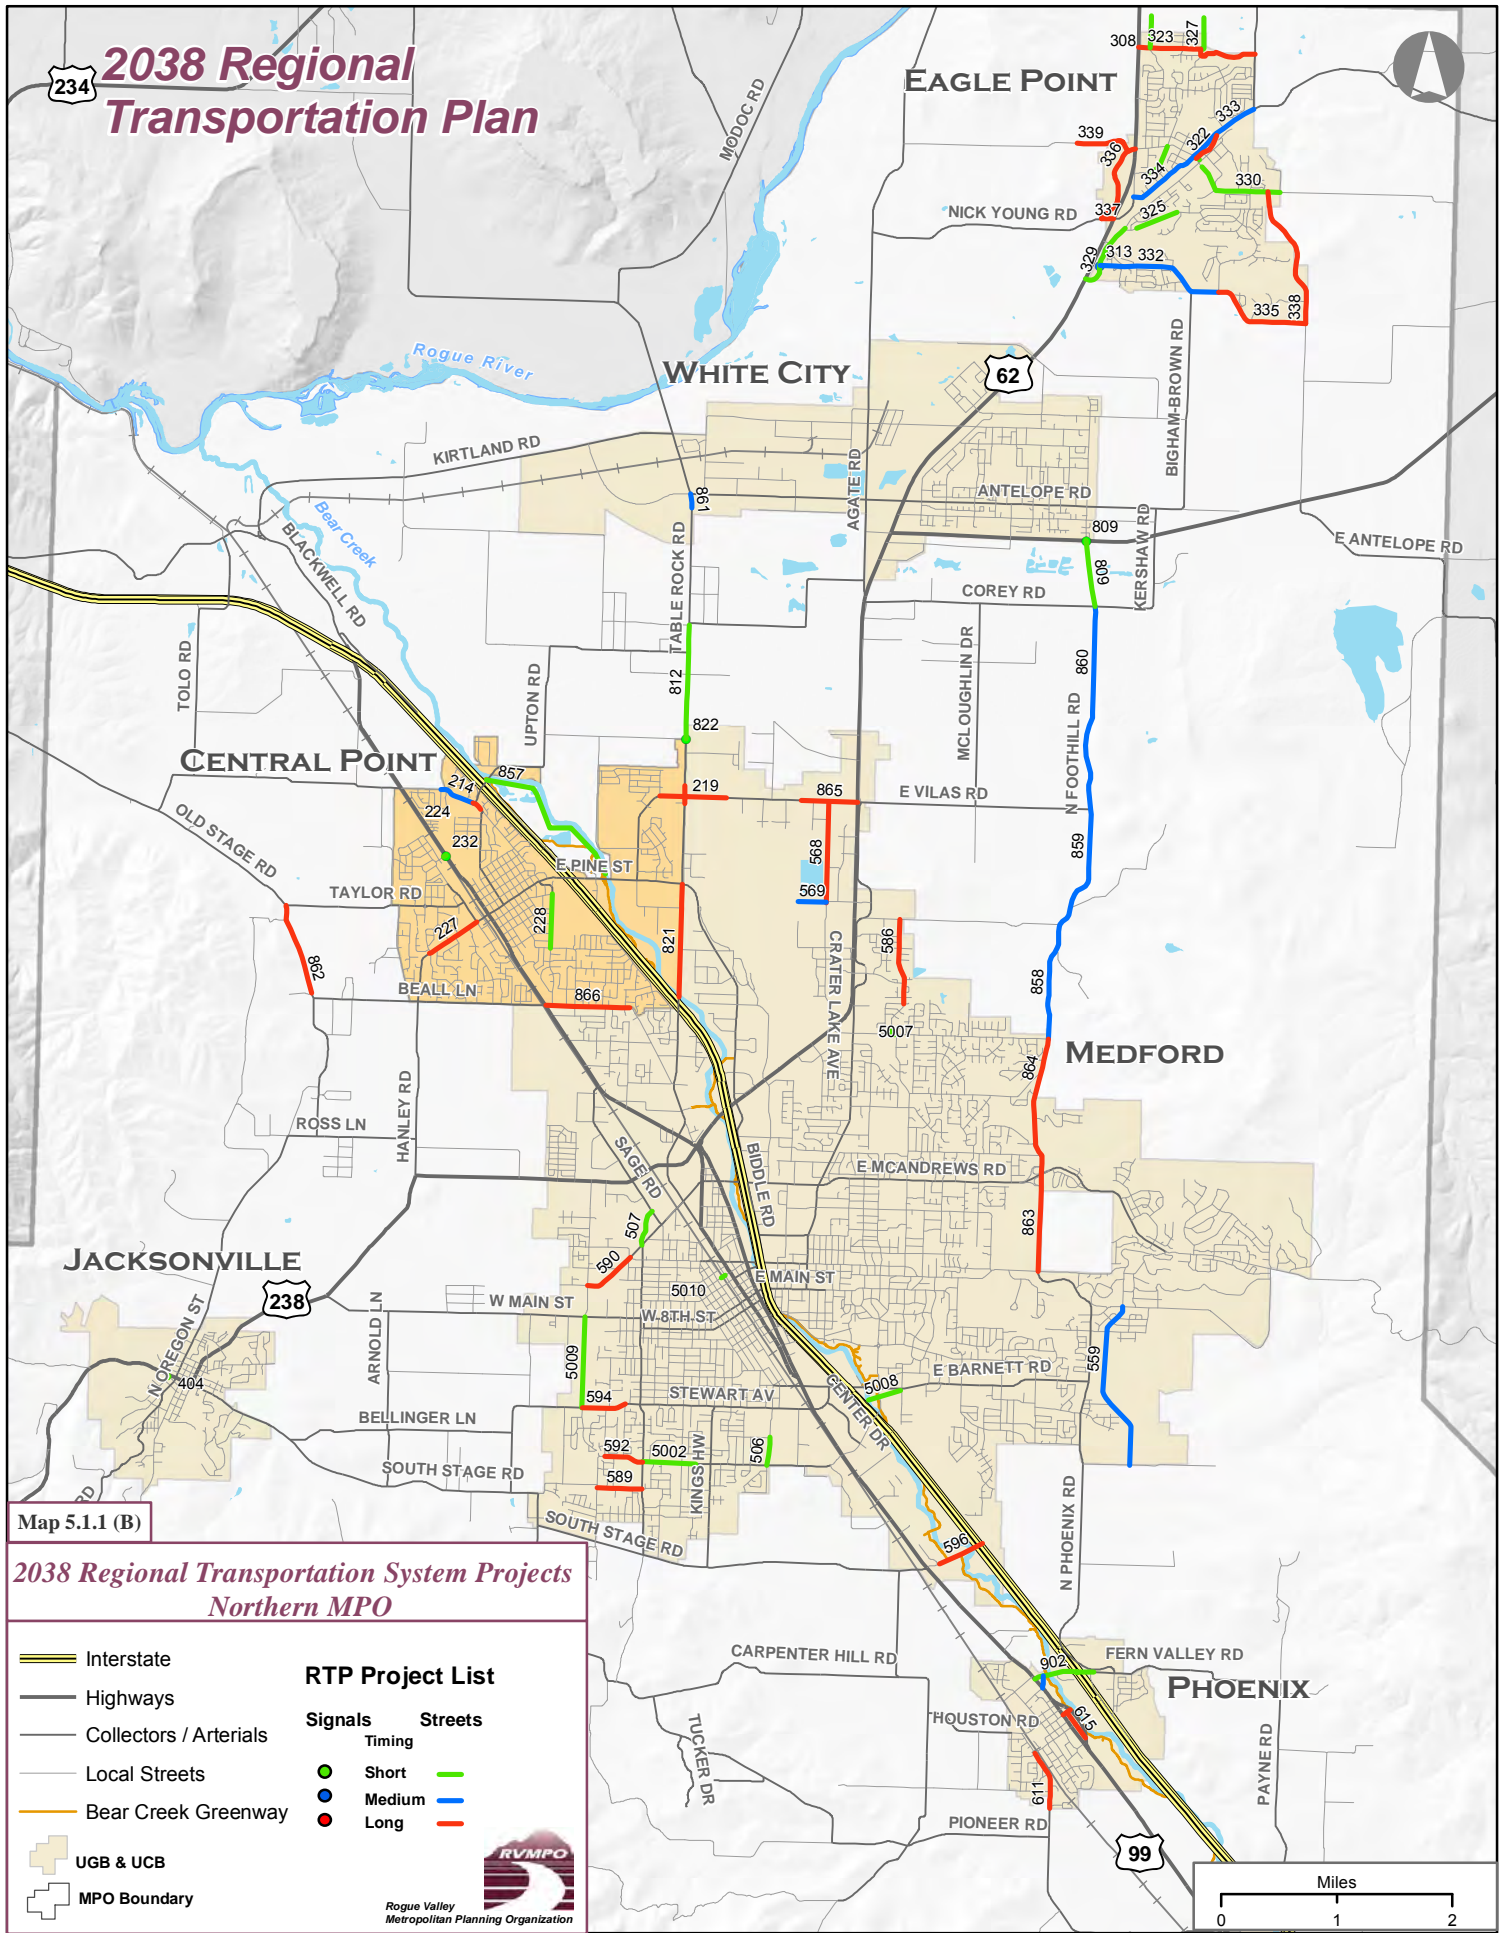 2038 Regional
Transportation Plan
234
EAGLE POINT
308
323
327
333
322
339
336
334
330
337
325
NICK YOUNG RD
329
313
332
335
338
MODOC RD
Rogue River
WHITE CITY
62
BIGHAM-BROWN RD
KIRTLAND RD
AGATE RD
ANTELOPE RD
861
809
E ANTELOPE RD
KERSHAW RD
Bear Creek
BLACKWELL RD
TABLE ROCK RD
608
COREY RD
TOLO RD
UPTON RD
812
MCLOUGHLIN DR
860
N FOOTHILL RD
822
CENTRAL POINT
857
214
219
865
E VILAS RD
224
232
OLD STAGE RD
E PINE ST
568
859
TAYLOR RD
569
228
227
821
586
862
CRATER LAKE AVE
858
BEALL LN
866
5007
MEDFORD
864
HANLEY RD
ROSS LN
SAGE RD
BIDDLE RD
E MCANDREWS RD
507
863
590
JACKSONVILLE
238
5010
E MAIN ST
W MAIN ST
W 8TH ST
N OREGON ST
ARNOLD LN
5009
559
E BARNETT RD
404
594
STEWART AV
5008
CENTER DR
BELLINGER LN
592
5002
506
SOUTH STAGE RD
589
KINGS HW
RD
N PHOENIX RD
SOUTH STAGE RD
596
Map 5.1.1 (B)
2038 Regional Transportation System Projects
Northern MPO
CARPENTER HILL RD
902
FERN VALLEY RD
PHOENIX
HOUSTON RD
615
TUCKER DR
611
PAYNE RD
PIONEER RD
99
Interstate
Highways
Collectors / Arterials
Local Streets
Bear Creek Greenway
UGB & UCB
MPO Boundary
RTP Project List
Signals Streets
Timing
Short
Medium
Long
RVMPO
Rogue Valley
Metropolitan Planning Organization
Miles
0 1 2